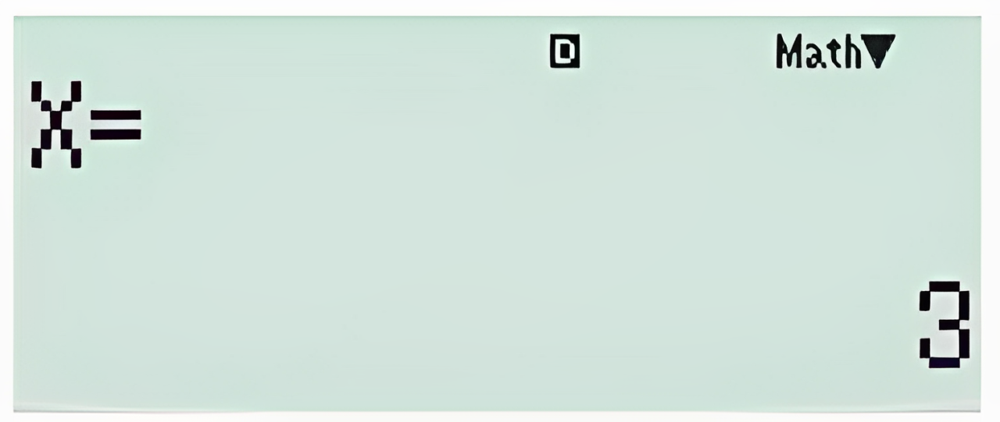 D Math▼
X=
3